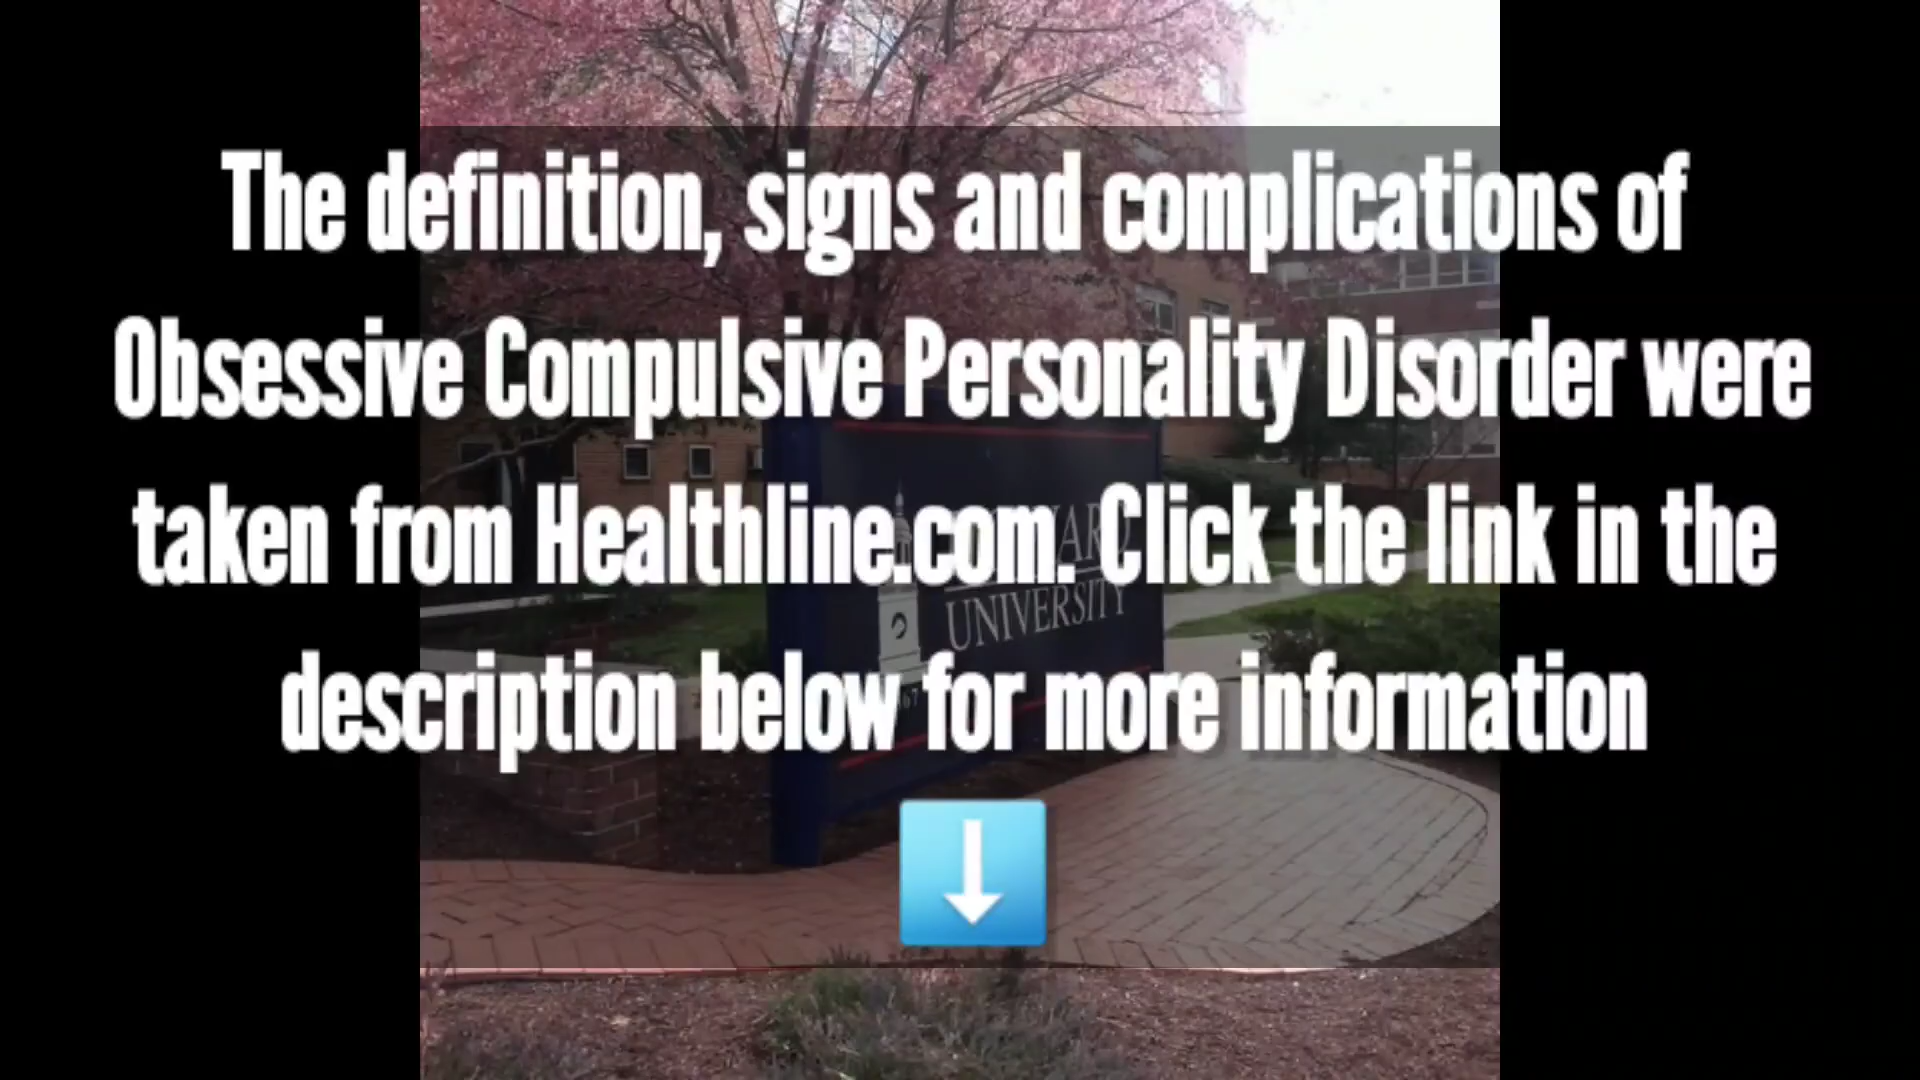 The definition, signs and complications of
Obsessive Compulsive Personality Disorder were
taken from Healthline.com. Click the link in the
description below for more information
UNIVERSITY